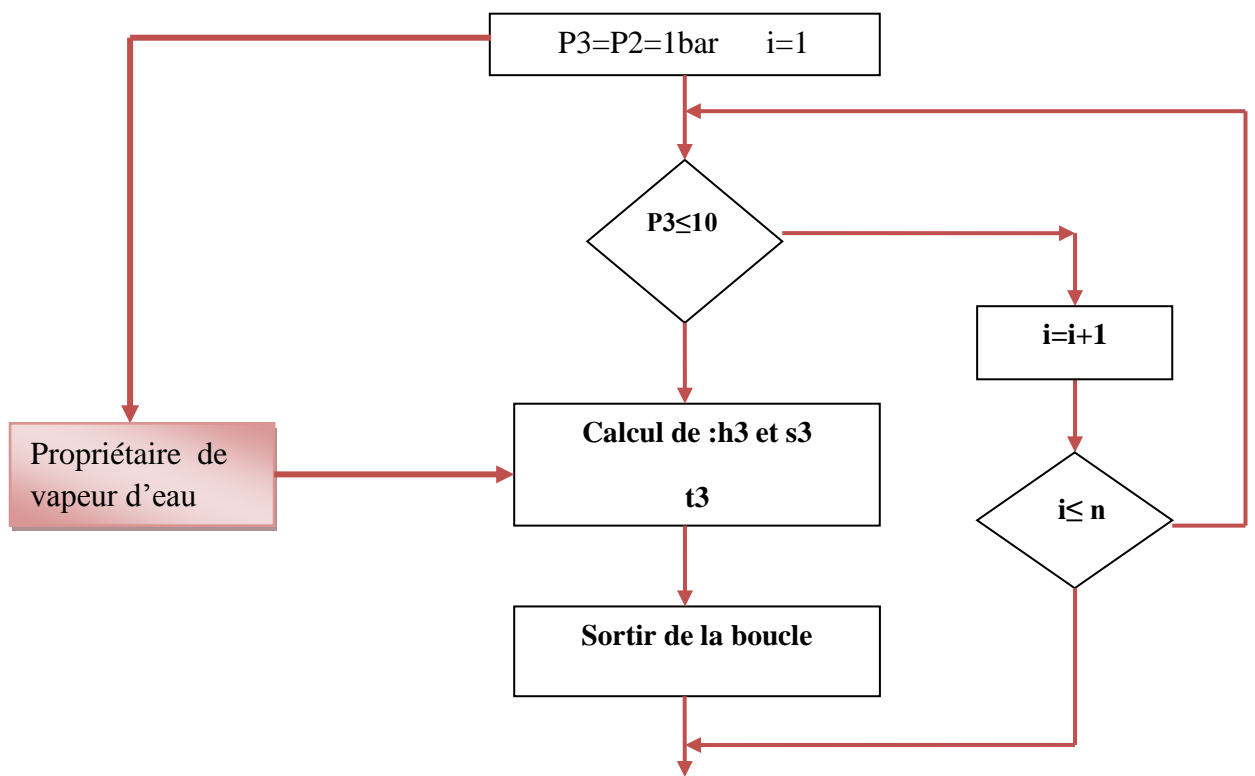 P3=P2=1bar i=1
P3≤10
i=i+1
Calcul de :h3 et s3
t3
Propriétaire de
vapeur d’eau
i≤ n
Sortir de la boucle